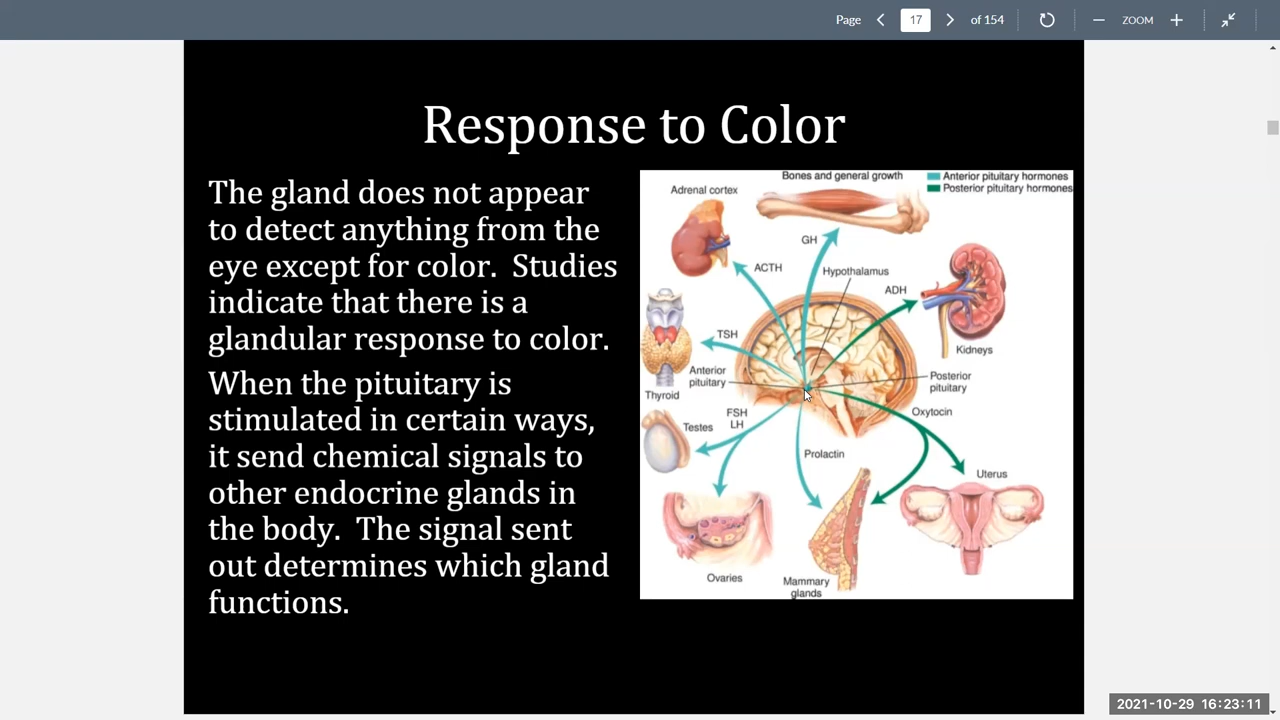 Page 17 of 154 ZOOM
Response to Color
The gland does not appear
to detect anything from the
eye except for color.  Studies
indicate that there is a
glandular response to color.
When the pituitary is
stimulated in certain ways,
it send chemical signals to
other endocrine glands in
the body.  The signal sent
out determines which gland
functions.
Bones and general growth
Anterior pituitary hormones
Posterior pituitary hormones
Adrenal cortex
GH
ACTH
Hypothalamus
ADH
TSH
Kidneys
Anterior
pituitary
Posterior
pituitary
Thyroid
FSH
LH
Testes
Oxytocin
Prolactin
Uterus
Ovaries
Mammary
glands
2021-10-29 16:23:11